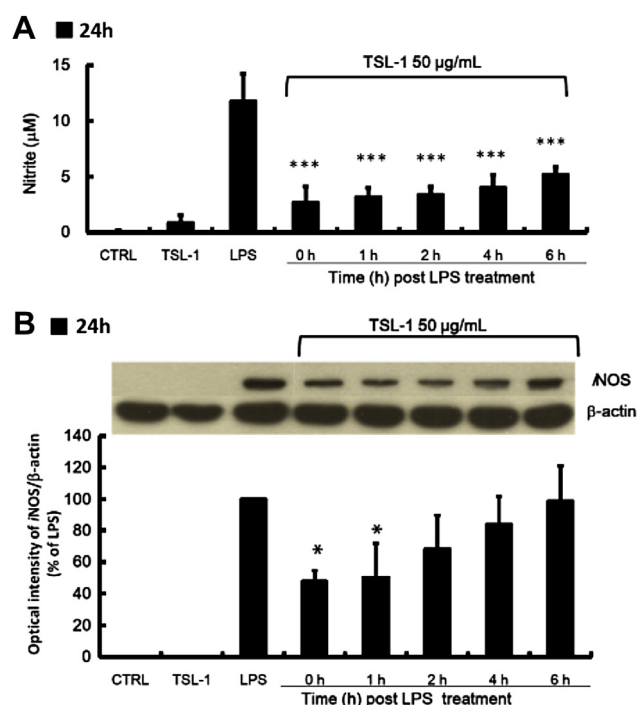 A ■ 24h
TSL-1 50 µg/mL
15
10
5
0
Nitrite (µM)
*** *** *** *** ***
CTRL TSL-1 LPS 0 h 1 h 2 h 4 h 6 h
Time (h) post LPS treatment
B ■ 24h
TSL-1 50 µg/mL
iNOS
β-actin
140
120
100
80
60
40
20
0
Optical intensity of iNOS/β-actin
(% of LPS)
* *
CTRL TSL-1 LPS 0 h 1 h 2 h 4 h 6 h
Time (h) post LPS treatment